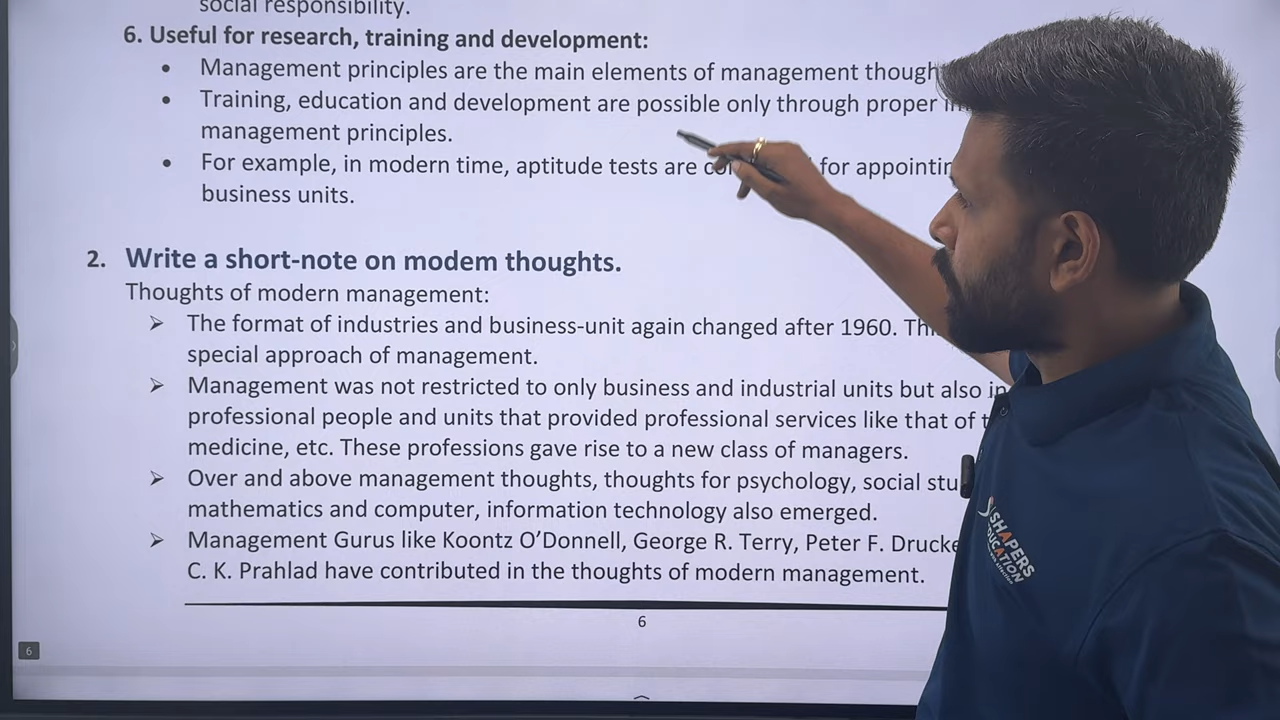 social responsibility.
6. Useful for research, training and development:
• Management principles are the main elements of management though
• Training, education and development are possible only through proper
management principles.
• For example, in modern time, aptitude tests are for appointin
business units.
2. Write a short-note on modem thoughts.
Thoughts of modern management:
➢ The format of industries and business-unit again changed after 1960. Th
special approach of management.
➢ Management was not restricted to only business and industrial units but also in
professional people and units that provided professional services like that of t
medicine, etc. These professions gave rise to a new class of managers.
➢ Over and above management thoughts, thoughts for psychology, social stu
mathematics and computer, information technology also emerged.
➢ Management Gurus like Koontz O’Donnell, George R. Terry, Peter F. Drucke
C. K. Prahlad have contributed in the thoughts of modern management.
6
6
SHAPERS
EDUCATION